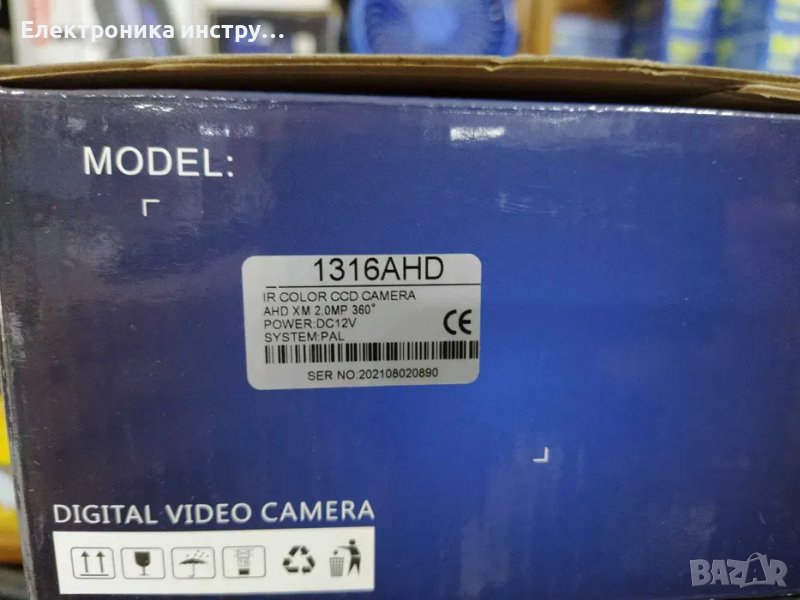 Електроника инстру...
MODEL:
1316AHD
IR COLOR CCD CAMERA
AHD XM 2.0MP 360°
POWER:DC12V
SYSTEM:PAL
CE
SER NO:202108020890
DIGITAL VIDEO CAMERA
BAZAR